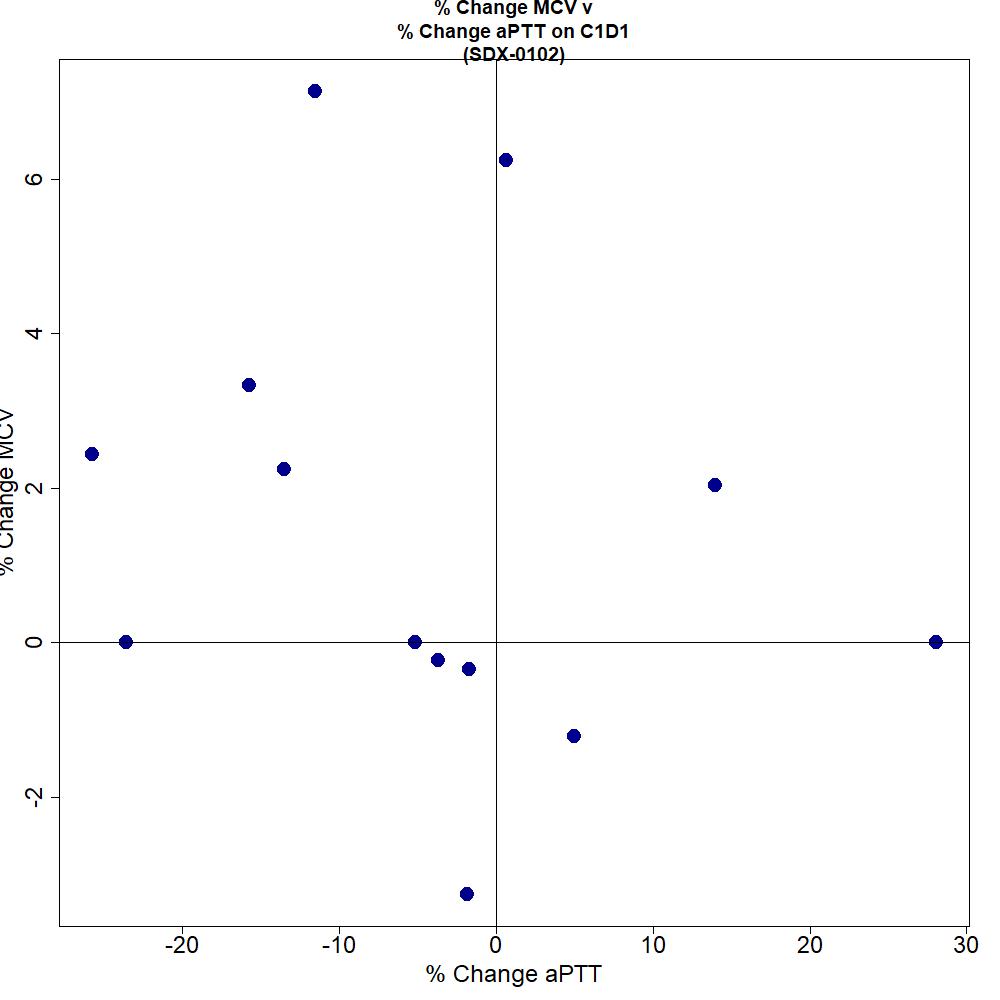 % Change MCV v
% Change aPTT on C1D1
(SDX-0102)
6
4
2
0
-2
% Change MCV
-20 -10 0 10 20 30
% Change aPTT